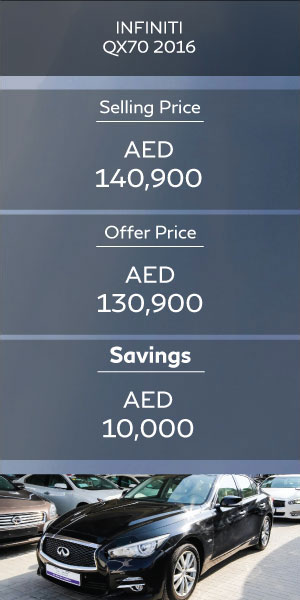 INFINITI
QX70 2016
Selling Price
AED
140,900
Offer Price
AED
130,900
Savings
AED
10,000